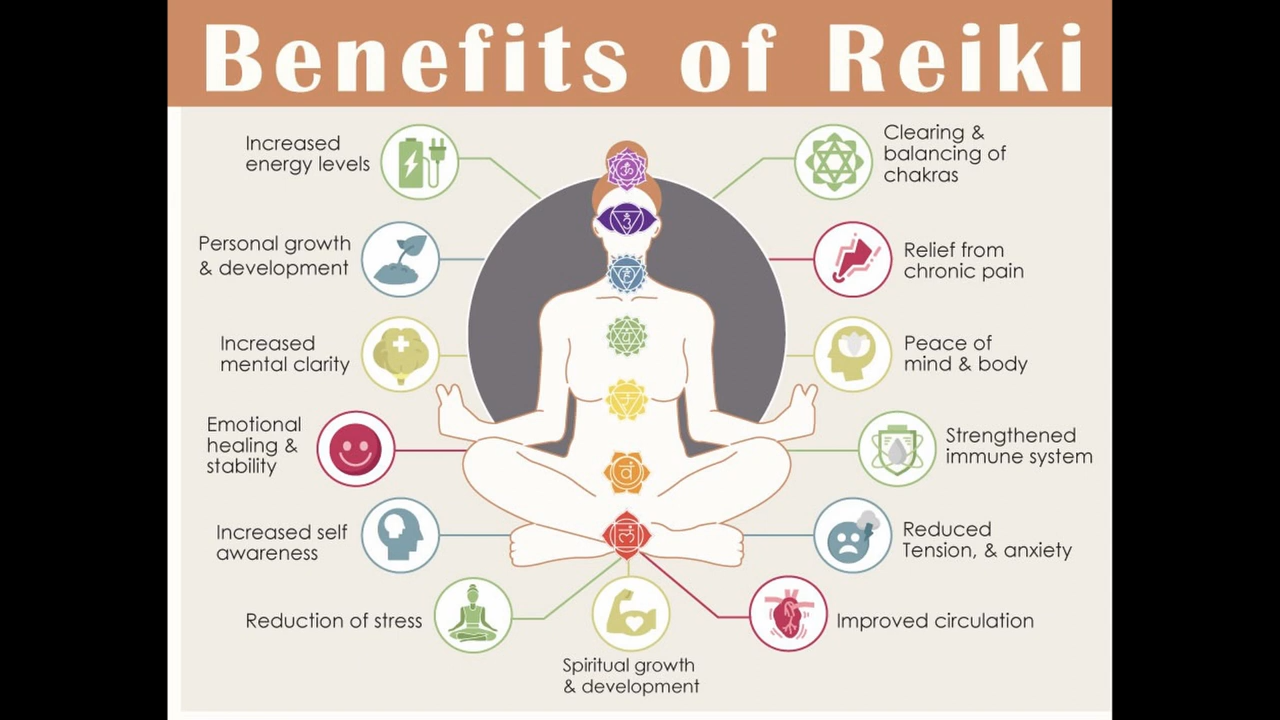 Benefits of Reiki
Increased
energy levels
Clearing &
balancing of
chakras
Personal growth
& development
Relief from
chronic pain
Increased
mental clarity
Peace of
mind & body
Emotional
healing &
stability
Strengthened
immune system
Increased self
awareness
Reduced
Tension, & anxiety
Reduction of stress
Improved circulation
Spiritual growth
& development
ॐ
वं
लं